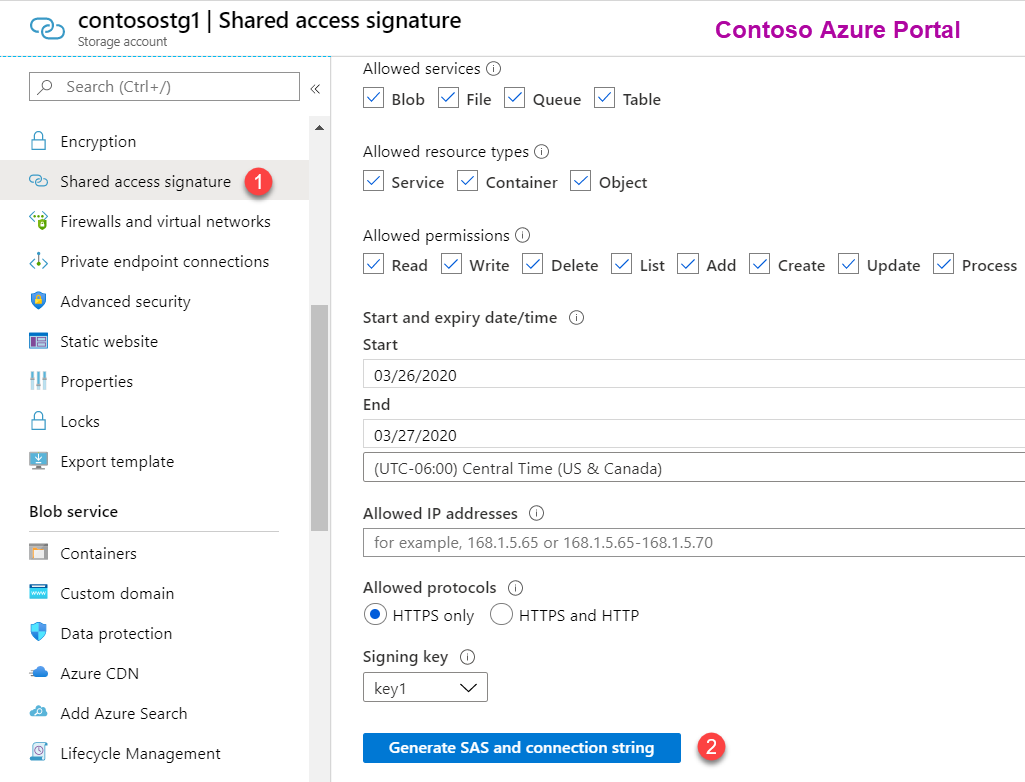 contosostg1 | Shared access signature
Storage account
Contoso Azure Portal
Search (Ctrl+/)
«
Encryption
Shared access signature 1
Firewalls and virtual networks
Private endpoint connections
Advanced security
Static website
Properties
Locks
Export template
Blob service
Containers
Custom domain
Data protection
Azure CDN
Add Azure Search
Lifecycle Management
Allowed services
Blob File Queue Table
Allowed resource types
Service Container Object
Allowed permissions
Read Write Delete List Add Create Update Process
Start and expiry date/time
Start
03/26/2020
End
03/27/2020
(UTC-06:00) Central Time (US & Canada)
Allowed IP addresses
for example, 168.1.5.65 or 168.1.5.65-168.1.5.70
Allowed protocols
HTTPS only HTTPS and HTTP
Signing key
key1
Generate SAS and connection string 2